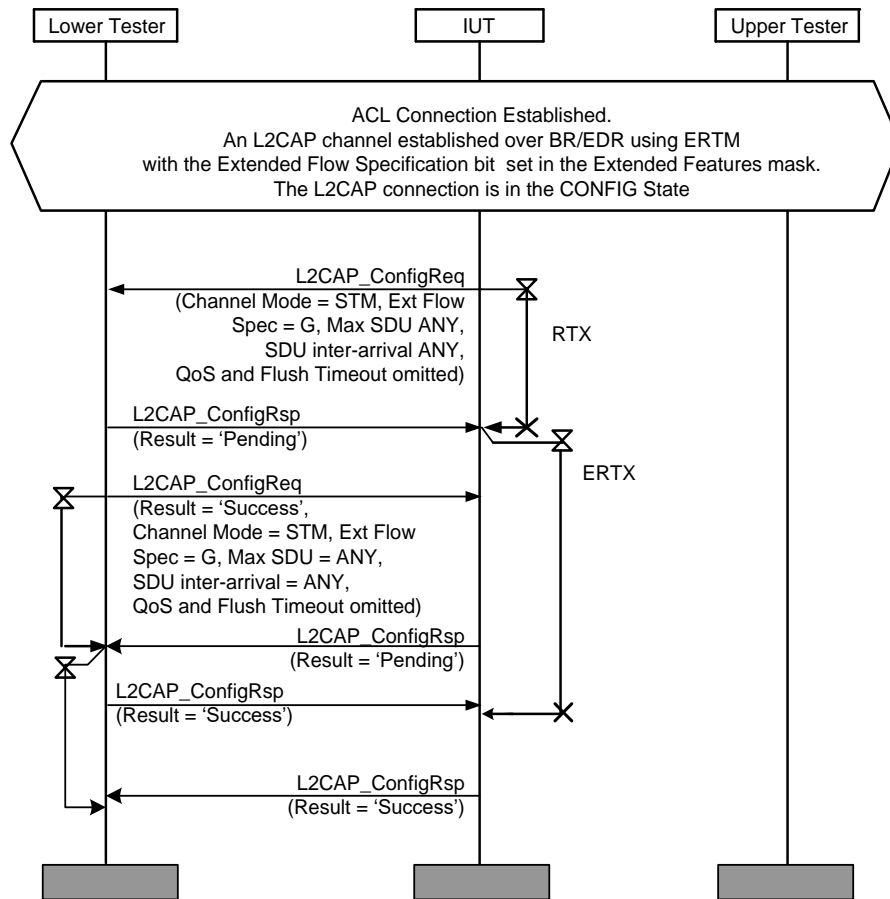 Lower Tester
IUT
Upper Tester
ACL Connection Established.
An L2CAP channel established over BR/EDR using ERTM
with the Extended Flow Specification bit set in the Extended Features mask.
The L2CAP connection is in the CONFIG State
L2CAP_ConfigReq
(Channel Mode = STM, Ext Flow
Spec = G, Max SDU ANY,
SDU inter-arrival ANY,
QoS and Flush Timeout omitted)
RTX
L2CAP_ConfigRsp
(Result = ‘Pending’)
ERTX
L2CAP_ConfigReq
(Result = ‘Success’,
Channel Mode = STM, Ext Flow
Spec = G, Max SDU = ANY,
SDU inter-arrival = ANY,
QoS and Flush Timeout omitted)
L2CAP_ConfigRsp
(Result = ‘Pending’)
L2CAP_ConfigRsp
(Result = ‘Success’)
L2CAP_ConfigRsp
(Result = ‘Success’)